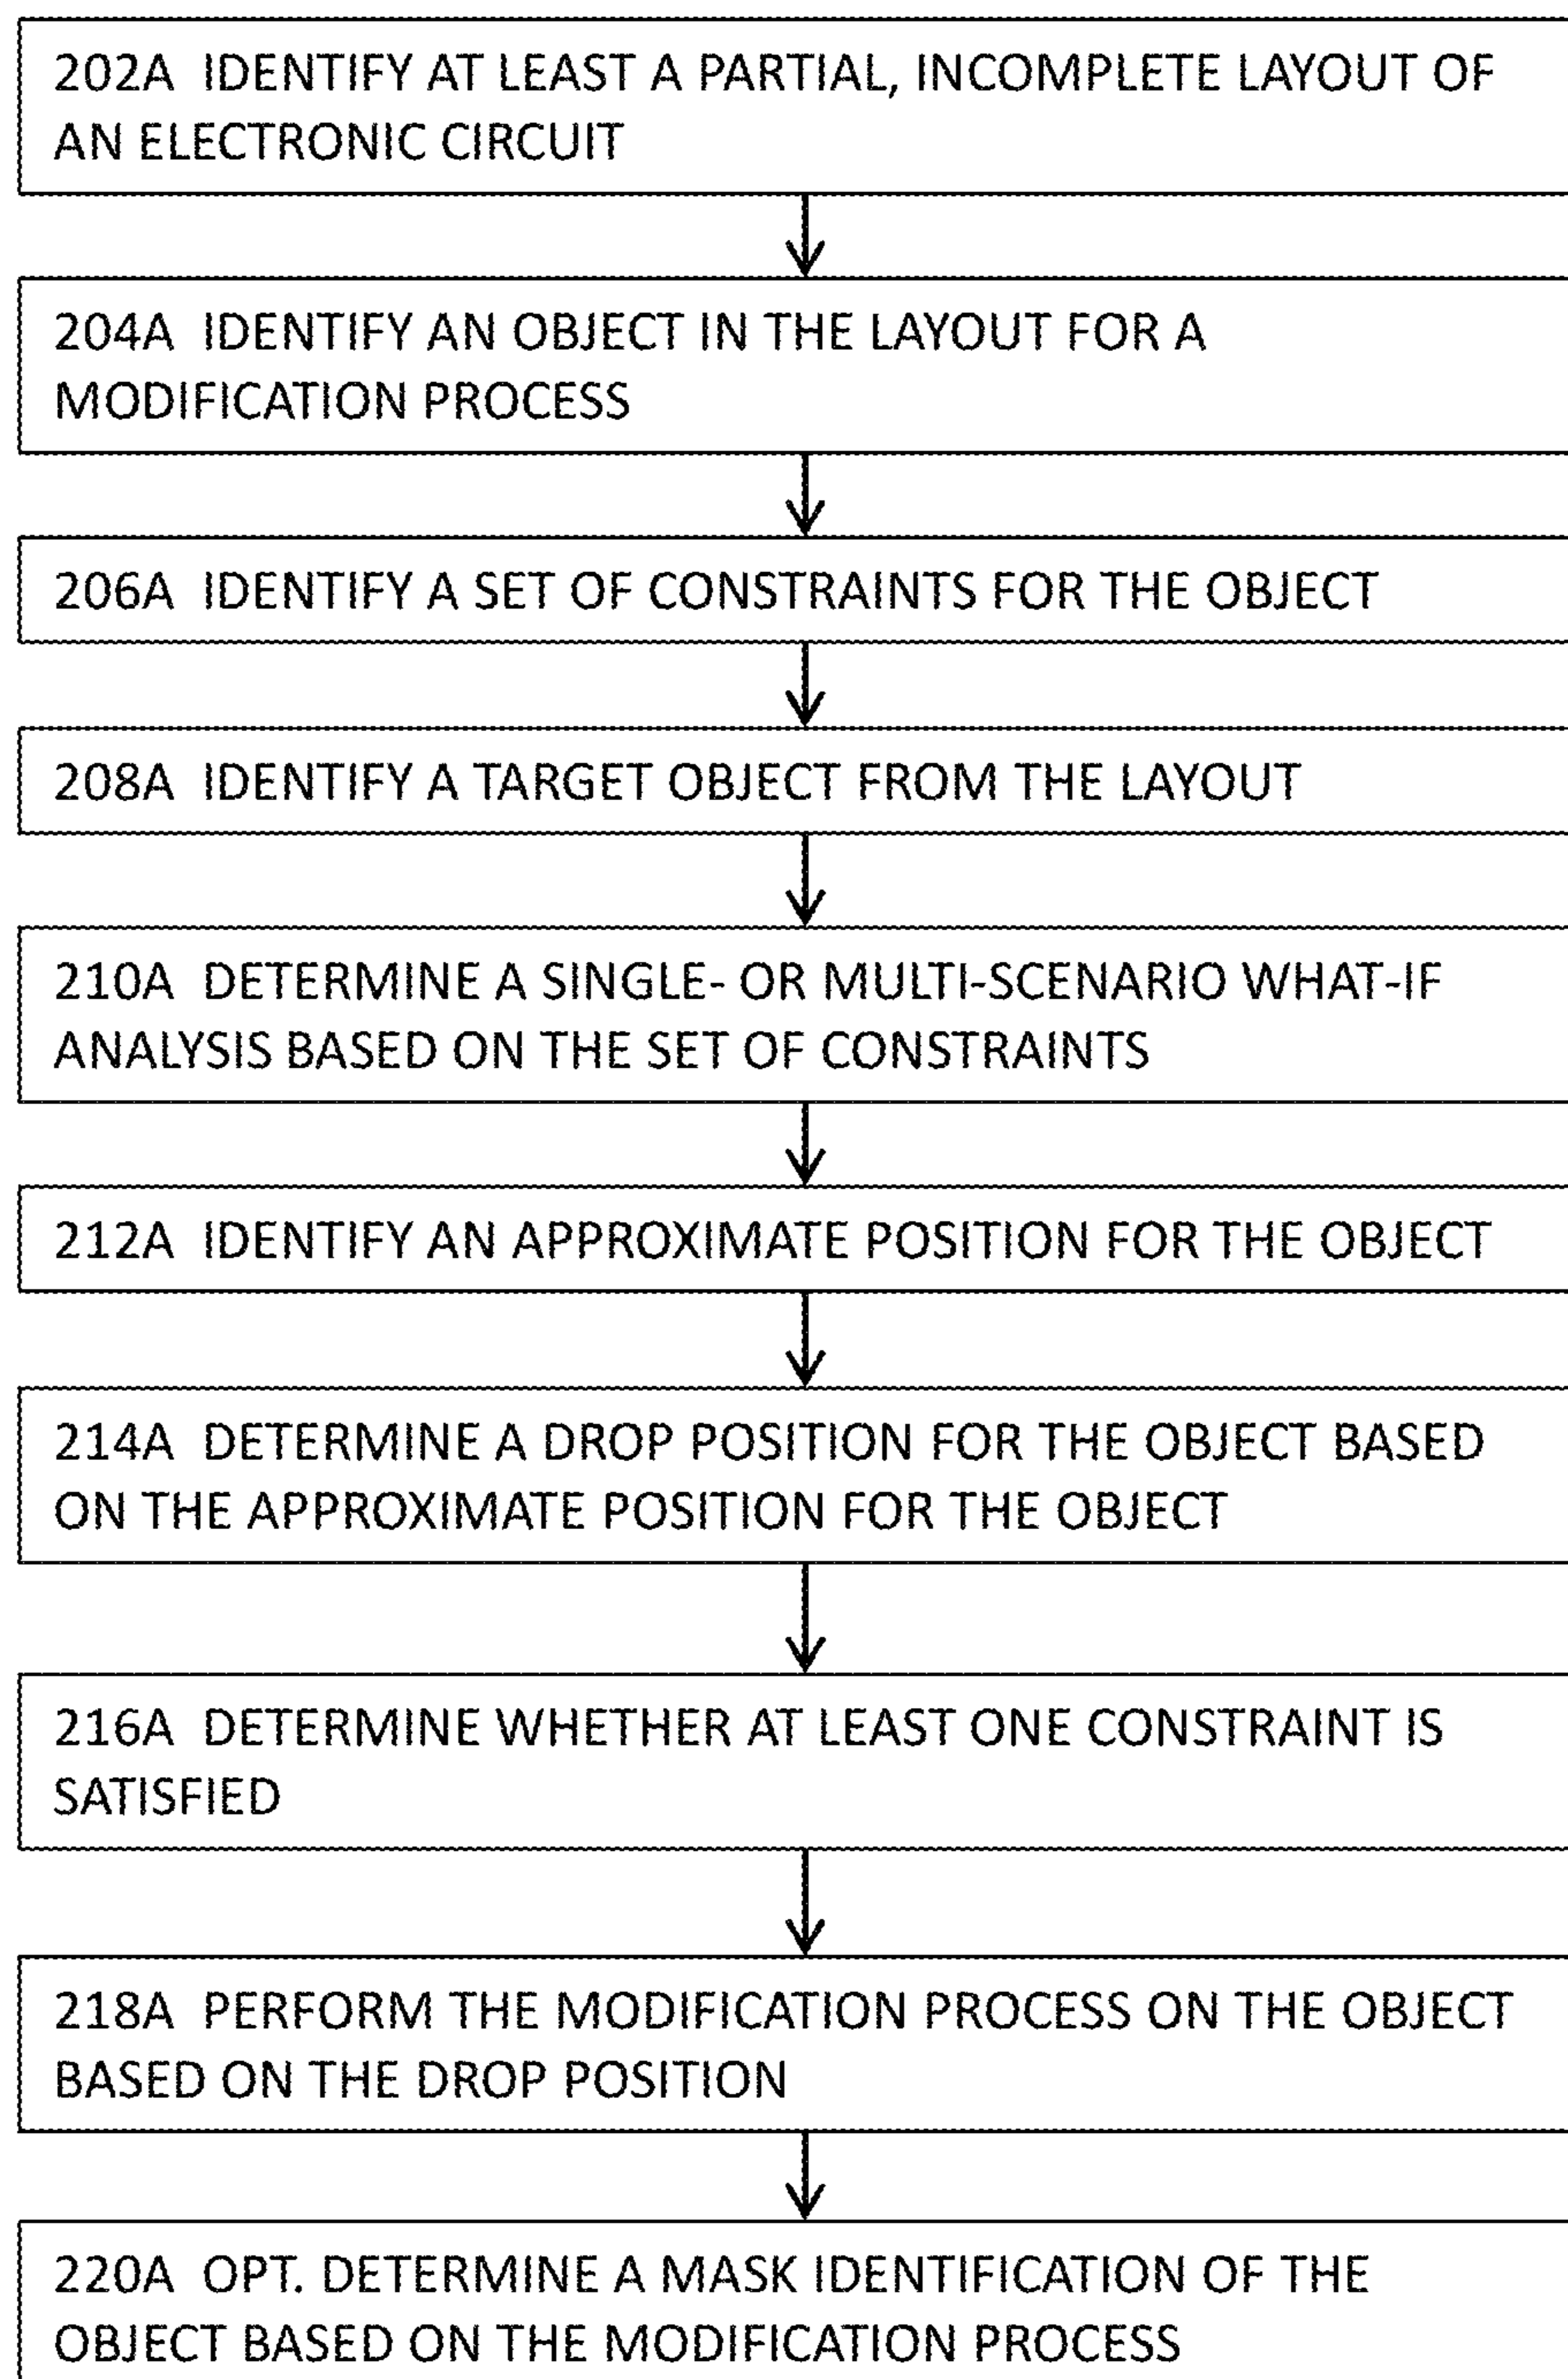 202A IDENTIFY AT LEAST A PARTIAL, INCOMPLETE LAYOUT OF
AN ELECTRONIC CIRCUIT
204A IDENTIFY AN OBJECT IN THE LAYOUT FOR A
MODIFICATION PROCESS
206A IDENTIFY A SET OF CONSTRAINTS FOR THE OBJECT
208A IDENTIFY A TARGET OBJECT FROM THE LAYOUT
210A DETERMINE A SINGLE- OR MULTI-SCENARIO WHAT-IF
ANALYSIS BASED ON THE SET OF CONSTRAINTS
212A IDENTIFY AN APPROXIMATE POSITION FOR THE OBJECT
214A DETERMINE A DROP POSITION FOR THE OBJECT BASED
ON THE APPROXIMATE POSITION FOR THE OBJECT
216A DETERMINE WHETHER AT LEAST ONE CONSTRAINT IS
SATISFIED
218A PERFORM THE MODIFICATION PROCESS ON THE OBJECT
BASED ON THE DROP POSITION
220A OPT. DETERMINE A MASK IDENTIFICATION OF THE
OBJECT BASED ON THE MODIFICATION PROCESS